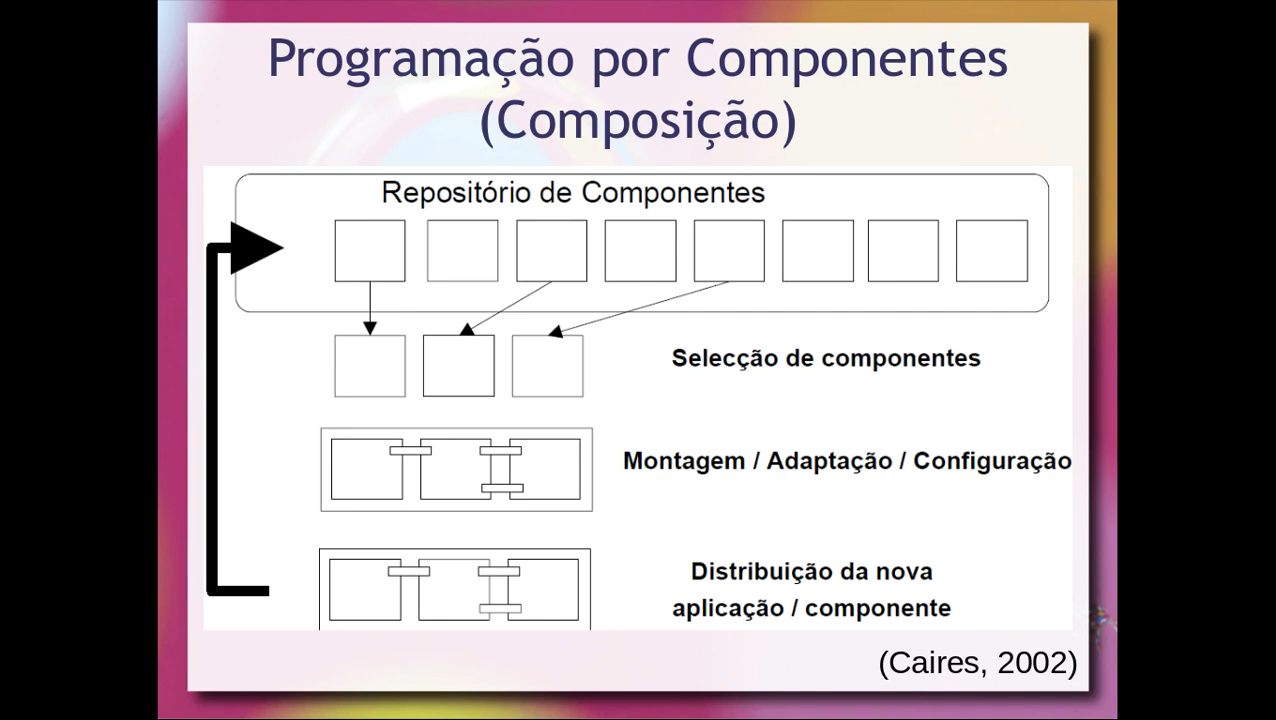 Programação por Componentes
(Composição)
Repositório de Componentes
Selecção de componentes
Montagem / Adaptação / Configuração
Distribuição da nova
aplicação / componente
(Caires, 2002)